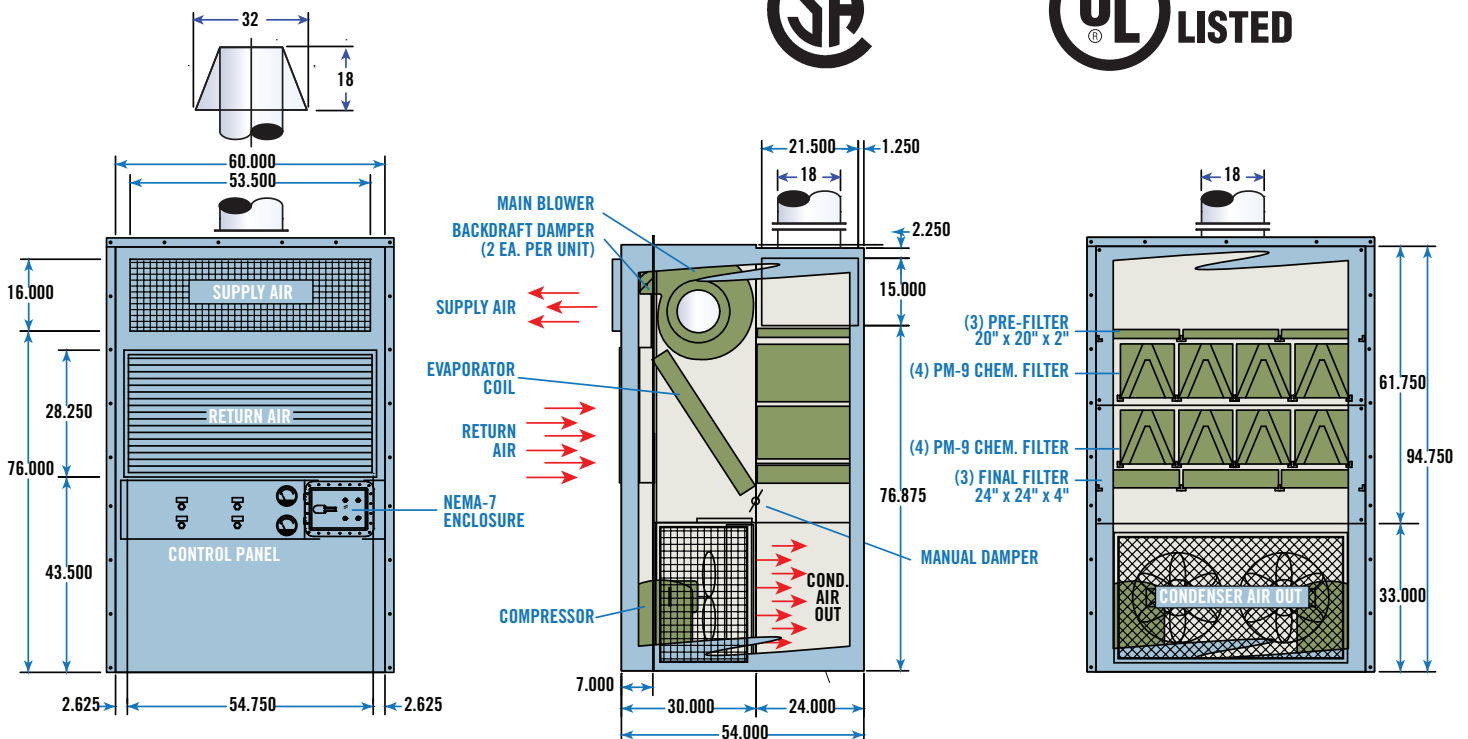 SA
UL
®
LISTED
32
18
60.000
53.500
16.000
SUPPLY AIR
28.250
RETURN AIR
76.000
43.500
CONTROL PANEL
NEMA-7
ENCLOSURE
2.625
54.750
2.625
21.500
1.250
18
2.250
MAIN BLOWER
BACKDRAFT DAMPER
(2 EA. PER UNIT)
SUPPLY AIR
15.000
EVAPORATOR
COIL
RETURN
AIR
76.875
MANUAL DAMPER
COMPRESSOR
COND.
AIR
OUT
7.000
30.000
24.000
54.000
18
(3) PRE-FILTER
20" x 20" x 2"
(4) PM-9 CHEM. FILTER
61.750
(4) PM-9 CHEM. FILTER
94.750
(3) FINAL FILTER
24" x 24" x 4"
CONDENSER AIR OUT
33.000